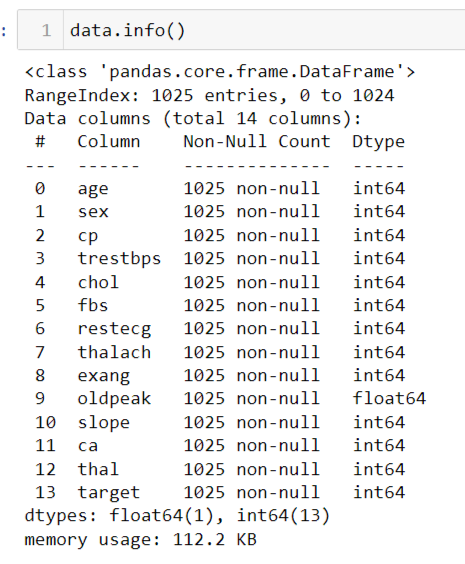 : 1 data.info()
<class 'pandas.core.frame.DataFrame'>
RangeIndex: 1025 entries, 0 to 1024
Data columns (total 14 columns):
 #   Column    Non-Null Count  Dtype
---  ------    --------------  -----
 0   age       1025 non-null   int64
 1   sex       1025 non-null   int64
 2   cp        1025 non-null   int64
 3   trestbps  1025 non-null   int64
 4   chol      1025 non-null   int64
 5   fbs       1025 non-null   int64
 6   restecg   1025 non-null   int64
 7   thalach   1025 non-null   int64
 8   exang     1025 non-null   int64
 9   oldpeak   1025 non-null   float64
 10  slope     1025 non-null   int64
 11  ca        1025 non-null   int64
 12  thal      1025 non-null   int64
 13  target    1025 non-null   int64
dtypes: float64(1), int64(13)
memory usage: 112.2 KB